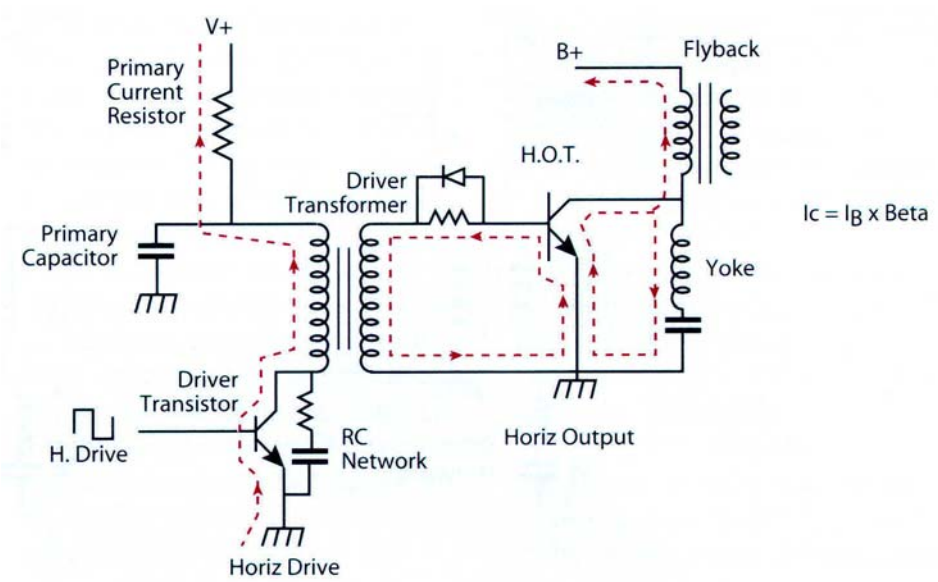 V+
Primary
Current
Resistor
B+
Flyback
H.O.T.
Driver
Transformer
Ic = IB x Beta
Primary
Capacitor
Yoke
Driver
Transistor
H. Drive
RC
Network
Horiz Output
Horiz Drive